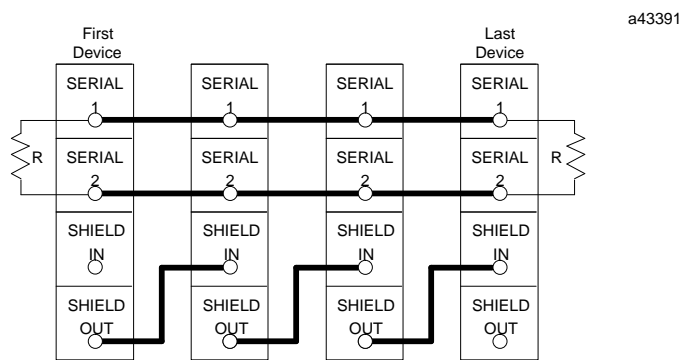 a43391
First
Device
Last
Device
SERIAL
1
SERIAL
1
SERIAL
1
SERIAL
1
R
SERIAL
2
SERIAL
2
SERIAL
2
SERIAL
2
R
SHIELD
IN
SHIELD
IN
SHIELD
IN
SHIELD
IN
SHIELD
OUT
SHIELD
OUT
SHIELD
OUT
SHIELD
OUT